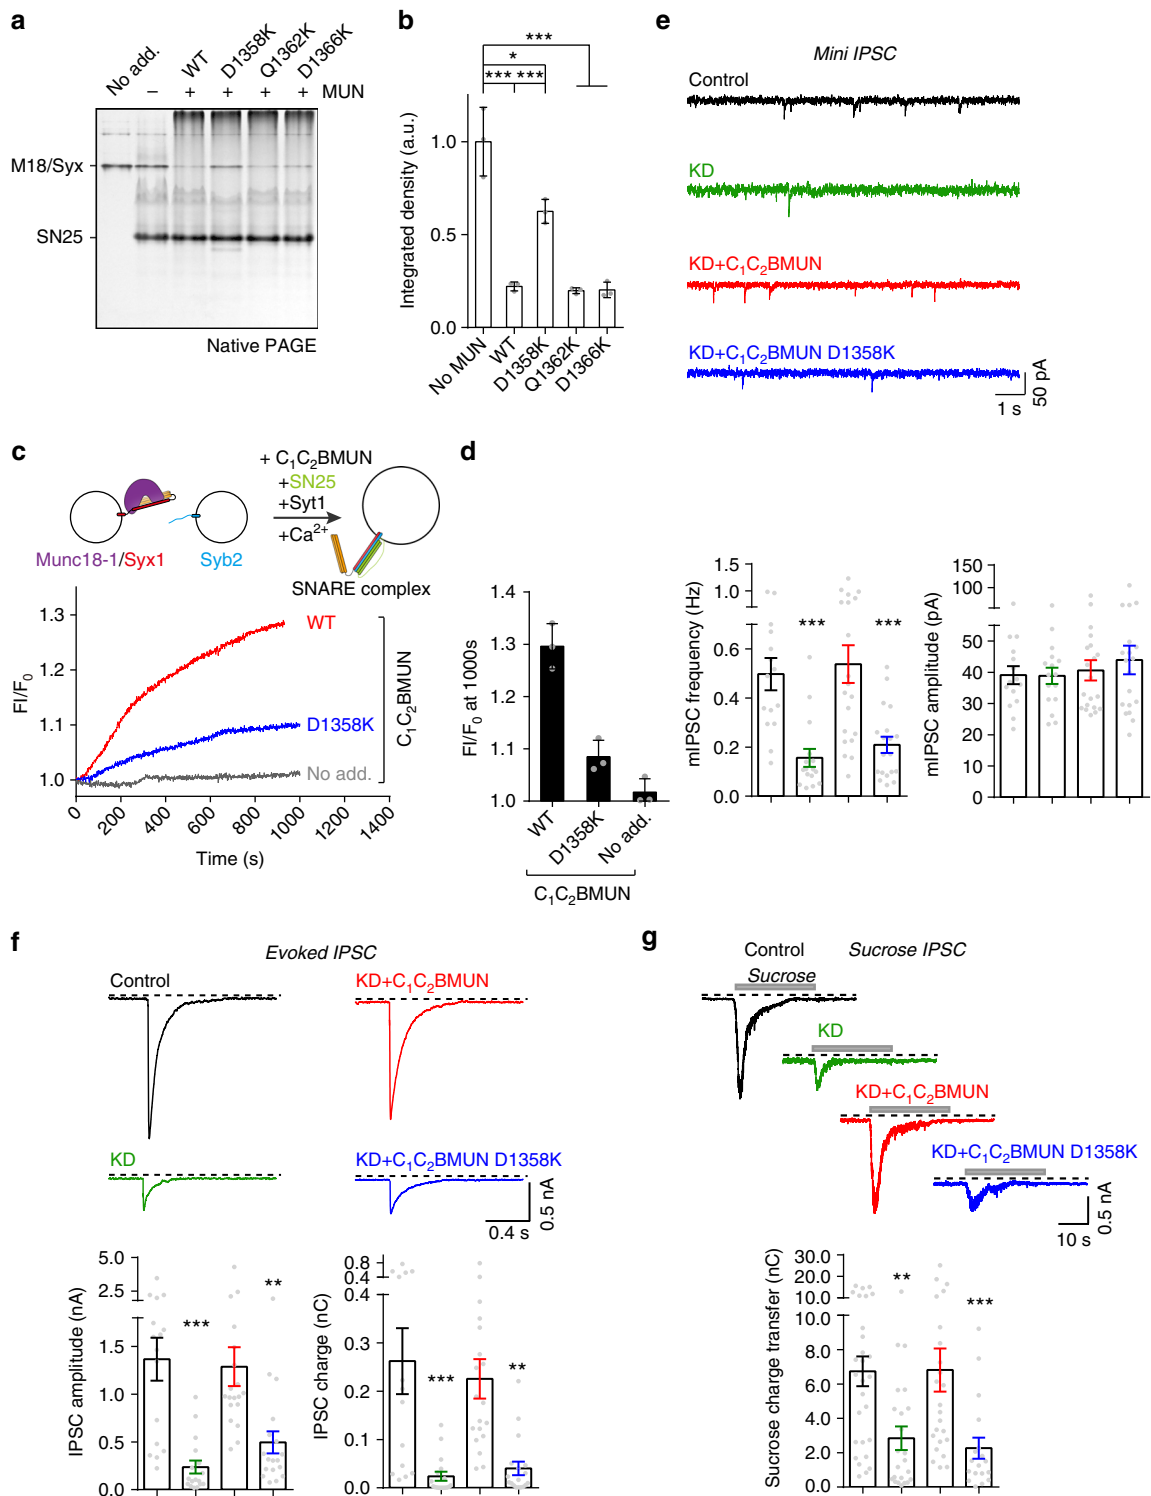 a
No add.
WT
D1358K
Q1362K
D1366K
– + + + + MUN
M18/Syx
SN25
Native PAGE
b
***
*
*** ***
Integrated density (a.u.)
1.0
0.5
0.0
No MUN
WT
D1358K
Q1362K
D1366K
c
+ C₁C₂BMUN
+SN25
+Syt1
+Ca²⁺
Munc18-1/Syx1
Syb2
SNARE complex
FI/F₀
1.3
1.1
1.0
WT
D1358K
No add.
C₁C₂BMUN
0 200 400 600 800 1000 1200 1400
Time (s)
d
FI/F₀ at 1000s
1.4
1.3
1.2
1.1
1.0
WT
D1358K
No add.
C₁C₂BMUN
e
Mini IPSC
Control
KD
KD+C₁C₂BMUN
KD+C₁C₂BMUN D1358K
50 pA
1 s
mIPSC frequency (Hz)
1.5
1.0
0.6
0.4
0.2
0.0
***
***
mIPSC amplitude (pA)
150
100
50
40
30
20
10
0
f
Evoked IPSC
Control
KD+C₁C₂BMUN
KD
KD+C₁C₂BMUN D1358K
0.5 nA
0.4 s
IPSC amplitude (nA)
5.0
2.5
1.5
1.0
0.5
0.0
***
**
IPSC charge (nC)
0.8
0.4
0.3
0.2
0.1
0.0
***
**
g
Control
Sucrose IPSC
Sucrose
KD
KD+C₁C₂BMUN
KD+C₁C₂BMUN D1358K
0.5 nA
10 s
Sucrose charge transfer (nC)
30.0
20.0
10.0
10.0
8.0
6.0
4.0
2.0
0.0
**
***